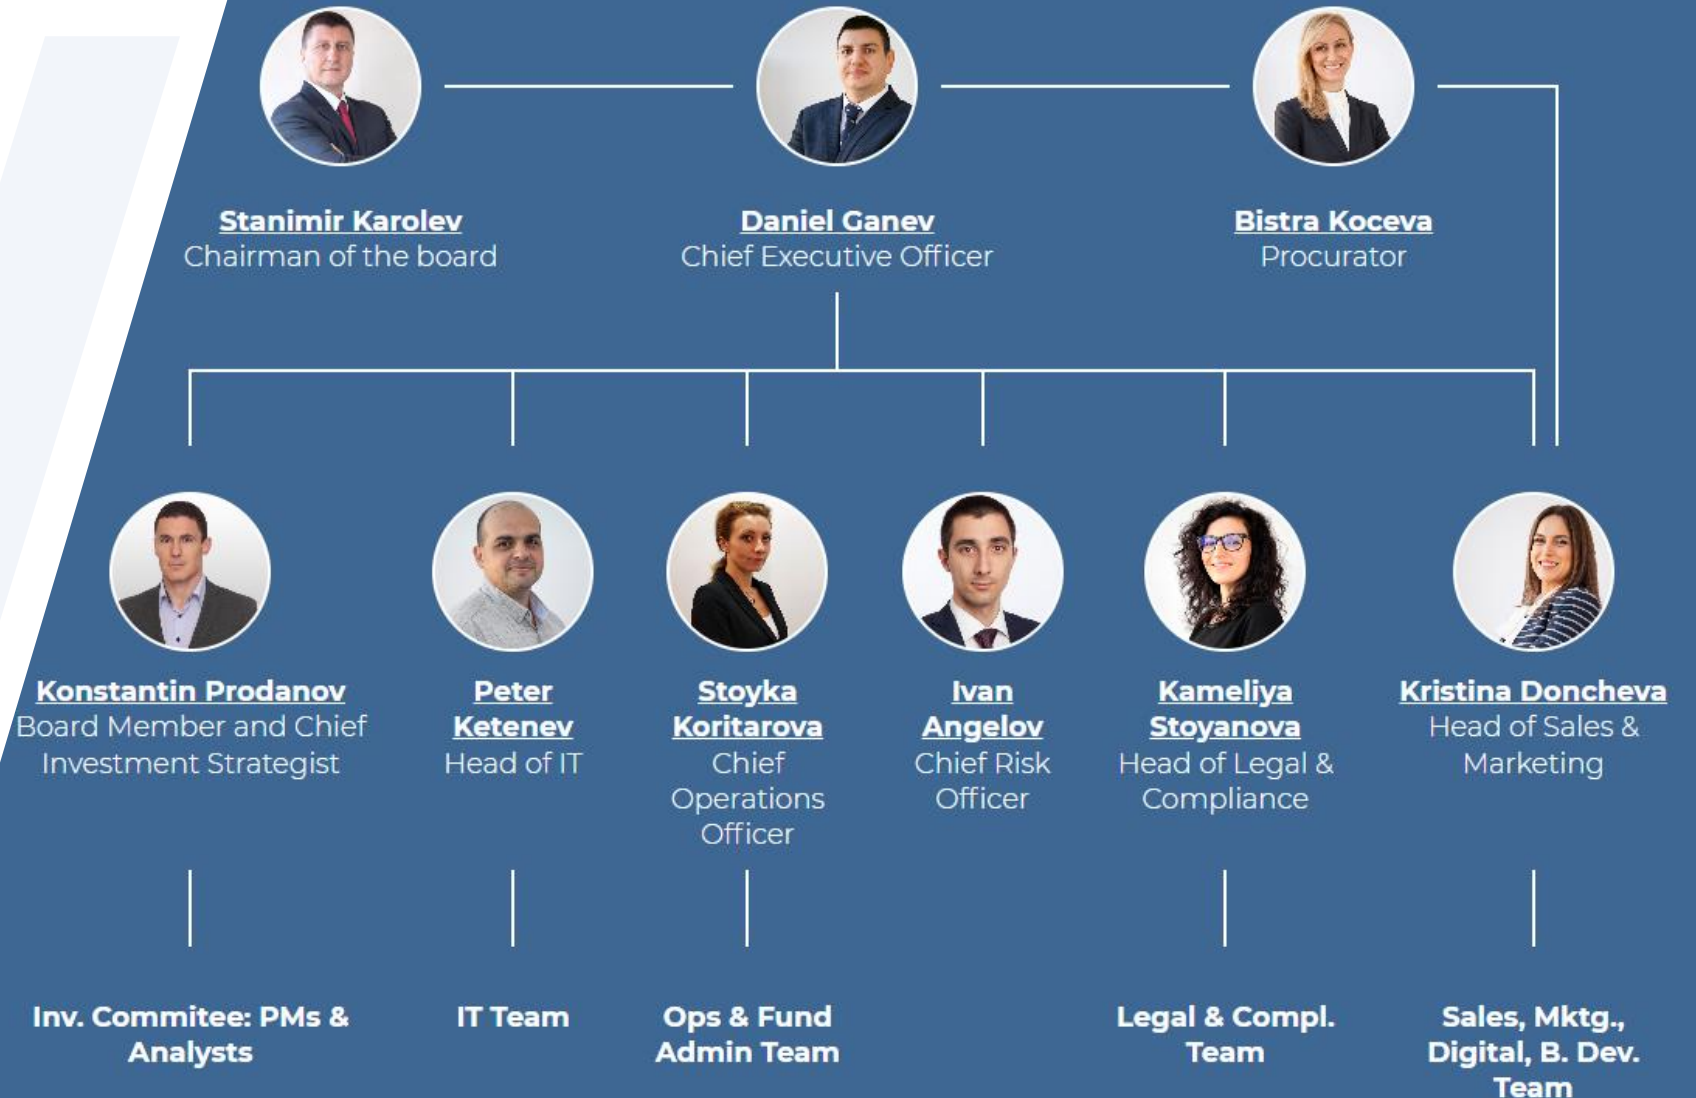 Stanimir Karolev
Chairman of the board
Daniel Ganev
Chief Executive Officer
Bistra Koceva
Procurator
Konstantin Prodanov
Board Member and Chief
Investment Strategist
Peter
Ketenev
Head of IT
Stoyka
Koritarova
Chief
Operations
Officer
Ivan
Angelov
Chief Risk
Officer
Kameliya
Stoyanova
Head of Legal &
Compliance
Kristina Doncheva
Head of Sales &
Marketing
Inv. Commitee: PMs &
Analysts
IT Team
Ops & Fund
Admin Team
Legal & Compl.
Team
Sales, Mktg.,
Digital, B. Dev.
Team